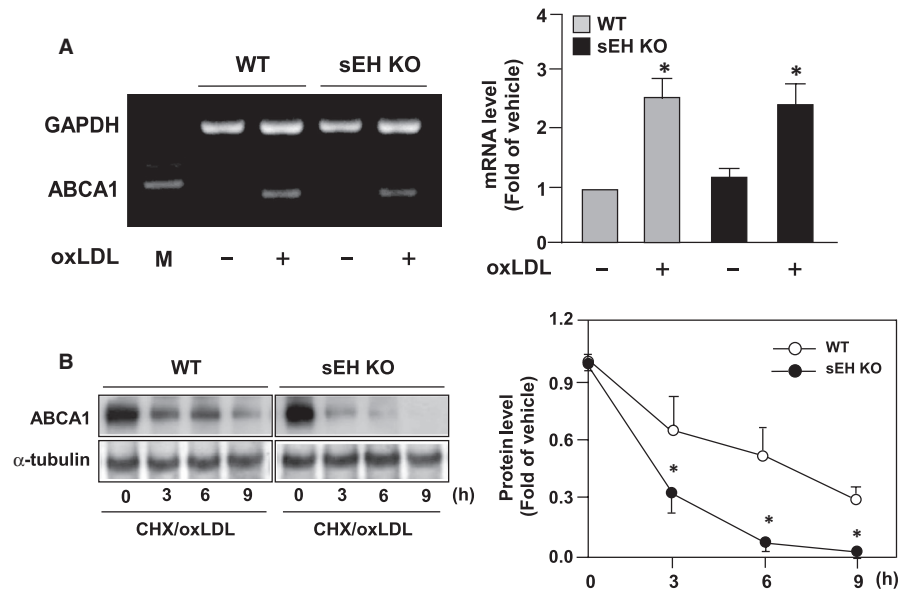 A
WT sEH KO
GAPDH
ABCA1
oxLDL M – + – +
WT
sEH KO
mRNA level
(Fold of vehicle)
4
3
2
1
0
* *
oxLDL – + – +
B
WT sEH KO
ABCA1
α-tubulin
0 3 6 9 0 3 6 9 (h)
CHX/oxLDL CHX/oxLDL
Protein level
(Fold of vehicle)
1.2
0.9
0.6
0.3
0.0
WT
sEH KO
* * *
0 3 6 9 (h)